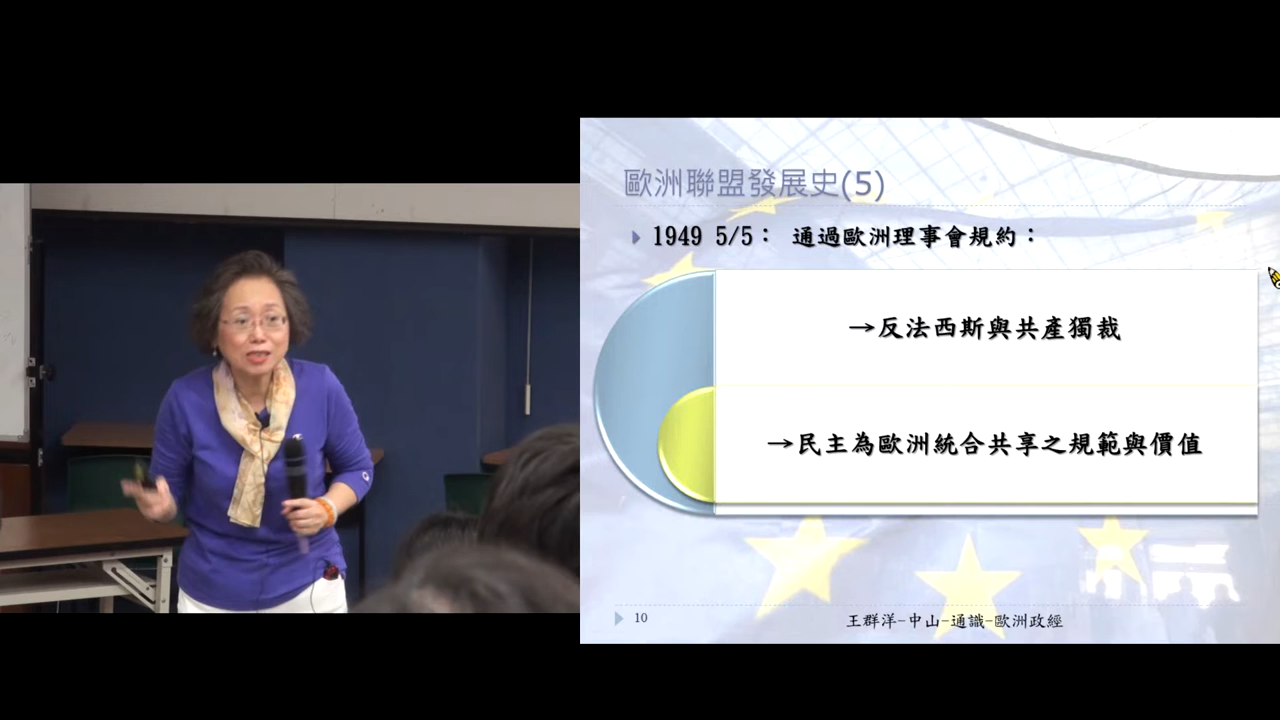 歐洲聯盟發展史(5)
1949 5/5： 通過歐洲理事會規約：
→反法西斯與共產獨裁
→民主為歐洲統合共享之規範與價值
10
王群洋-中山-通識-歐洲政經